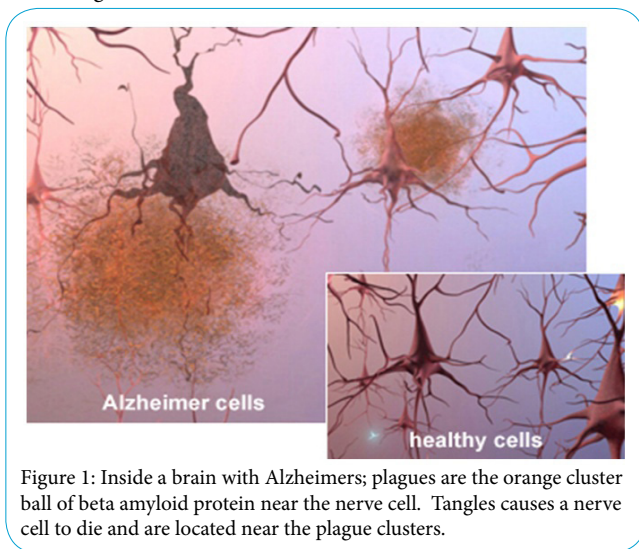 Alzheimer cells
healthy cells
Figure 1: Inside a brain with Alzheimers; plagues are the orange cluster
ball of beta amyloid protein near the nerve cell.  Tangles causes a nerve
cell to die and are located near the plague clusters.